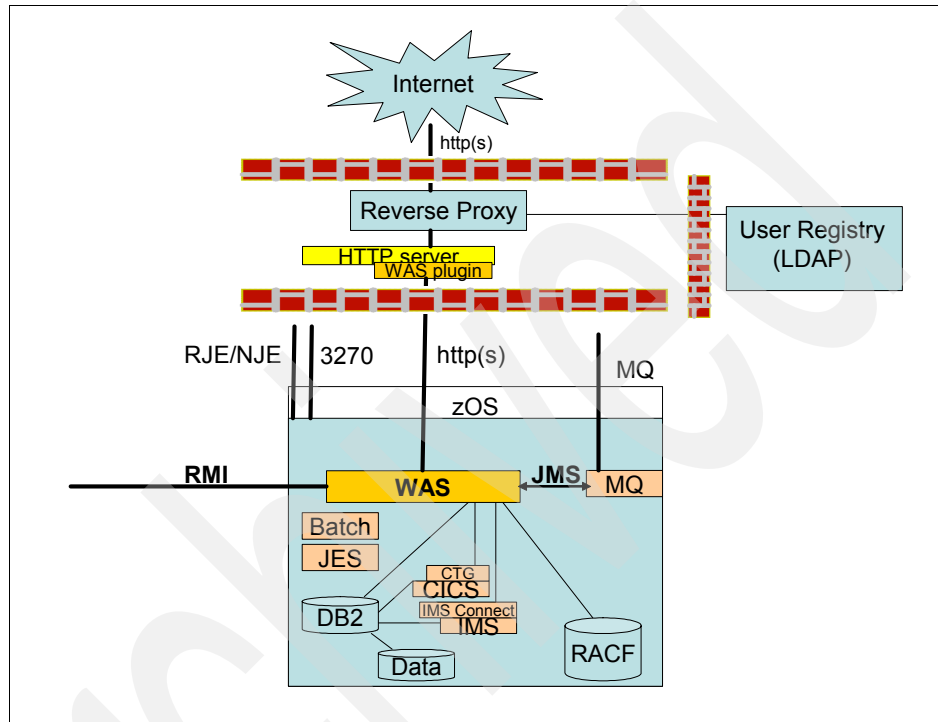 Internet
http(s)
Reverse Proxy
User Registry
(LDAP)
HTTP server
WAS plugin
RJE/NJE
3270
http(s)
MQ
zOS
RMI
WAS
JMS
MQ
Batch
JES
CTG
CICS
IMS Connect
IMS
DB2
Data
RACF